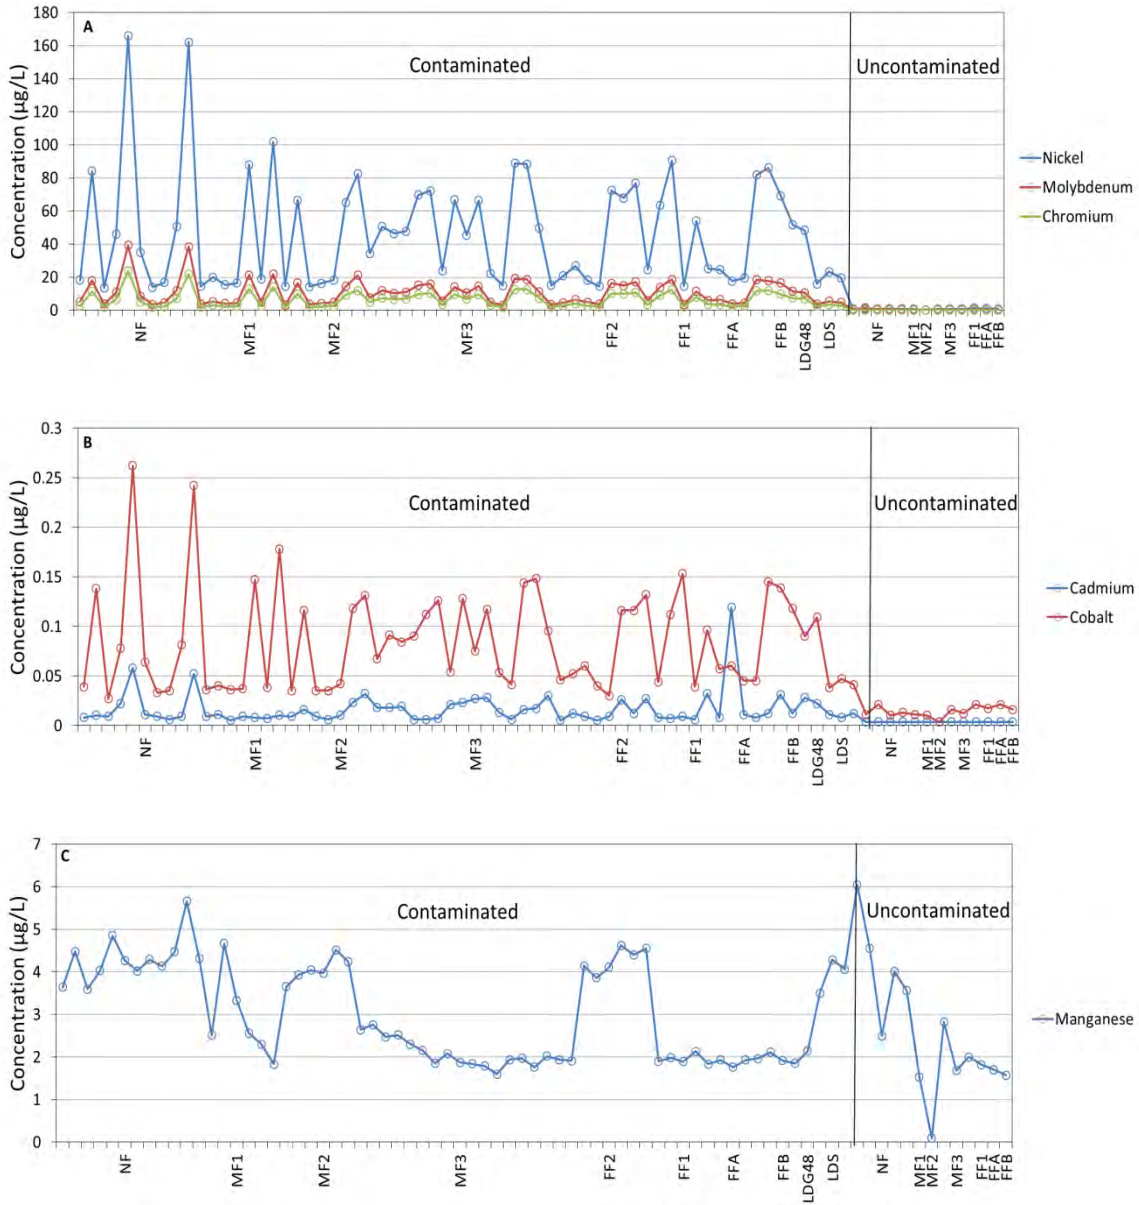 A
Contaminated
Uncontaminated
Concentration (µg/L)
180
160
140
120
100
80
60
40
20
0
NF
MF1
MF2
MF3
FF2
FF1
FFA
FFB
LDG48
LDS
NF
MF1
MF2
MF3
FF1
FFA
FFB
Nickel
Molybdenum
Chromium
B
Contaminated
Uncontaminated
Concentration (µg/L)
0.3
0.25
0.2
0.15
0.1
0.05
0
NF
MF1
MF2
MF3
FF2
FF1
FFA
FFB
LDG48
LDS
NF
MF1
MF2
MF3
FF1
FFA
FFB
Cadmium
Cobalt
C
Contaminated
Uncontaminated
Concentration (µg/L)
7
6
5
4
3
2
1
0
NF
MF1
MF2
MF3
FF2
FF1
FFA
FFB
LDG48
LDS
NF
MF1
MF2
MF3
FF1
FFA
FFB
Manganese